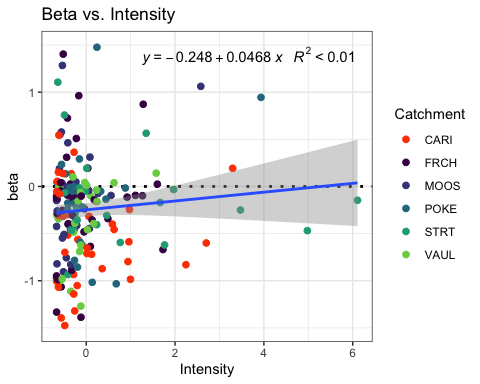 Beta vs. Intensity
y = −0.248 + 0.0468 x R² < 0.01
1
0
-1
beta
0 2 4 6
Intensity
Catchment
CARI
FRCH
MOOS
POKE
STRT
VAUL